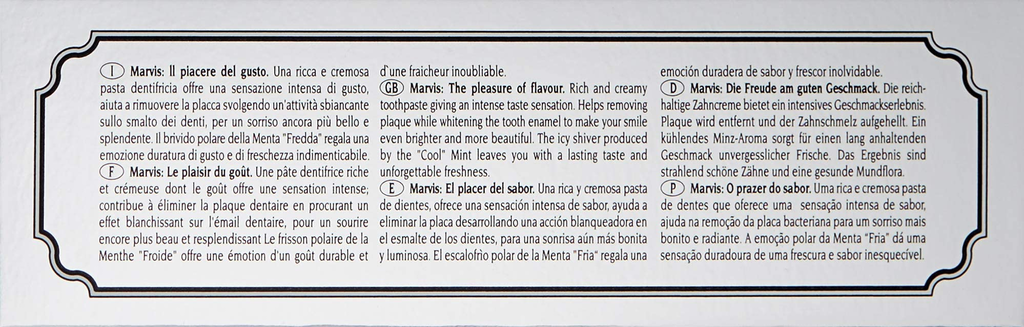 I Marvis: Il piacere del gusto. Una ricca e cremosa
pasta dentifricia offre una sensazione intensa di gusto,
aiuta a rimuovere la placca svolgendo un'attività sbiancante
sullo smalto dei denti, per un sorriso ancora più bello e
splendente. Il brivido polare della Menta "Fredda" regala una
emozione duratura di gusto e di freschezza indimenticabile.
F Marvis: Le plaisir du goût. Une pâte dentifrice riche
et crémeuse dont le goût offre une sensation intense;
contribue à éliminer la plaque dentaire en procurant un
effet blanchissant sur l'émail dentaire, pour un sourire
encore plus beau et resplendissant Le frisson polaire de la
Menthe "Froide" offre une émotion d'un goût durable et
d'une fraicheur inoubliable.
GB Marvis: The pleasure of flavour. Rich and creamy
toothpaste giving an intense taste sensation. Helps removing
plaque while whitening the tooth enamel to make your smile
even brighter and more beautiful. The icy shiver produced
by the "Cool" Mint leaves you with a lasting taste and
unforgettable freshness.
E Marvis: El placer del sabor. Una rica y cremosa pasta
de dientes, ofrece una sensación intensa de sabor, ayuda a
eliminar la placa desarrollando una acción blanqueadora en
el esmalte de los dientes, para una sonrisa aún más bonita
y luminosa. El escalofrio polar de la Menta "Fria" regala una
emoción duradera de sabor y frescor inolvidable.
D Marvis: Die Freude am guten Geschmack. Die reich-
haltige Zahncreme bietet ein intensives Geschmackserlebnis.
Plaque wird entfernt und der Zahnschmelz aufgehellt. Ein
kühlendes Minz-Aroma sorgt für einen lang anhaltenden
Geschmack unvergesslicher Frische. Das Ergebnis sind
strahlend schöne Zähne und eine gesunde Mundflora.
P Marvis: O prazer do sabor. Uma rica e cremosa pasta
de dentes que oferece uma sensação intensa de sabor,
ajuda na remoção da placa bacteriana para um sorriso mais
bonito e radiante. A emoção polar da Menta "Fria" dá uma
sensação duradoura de uma frescura e sabor inesquecível.